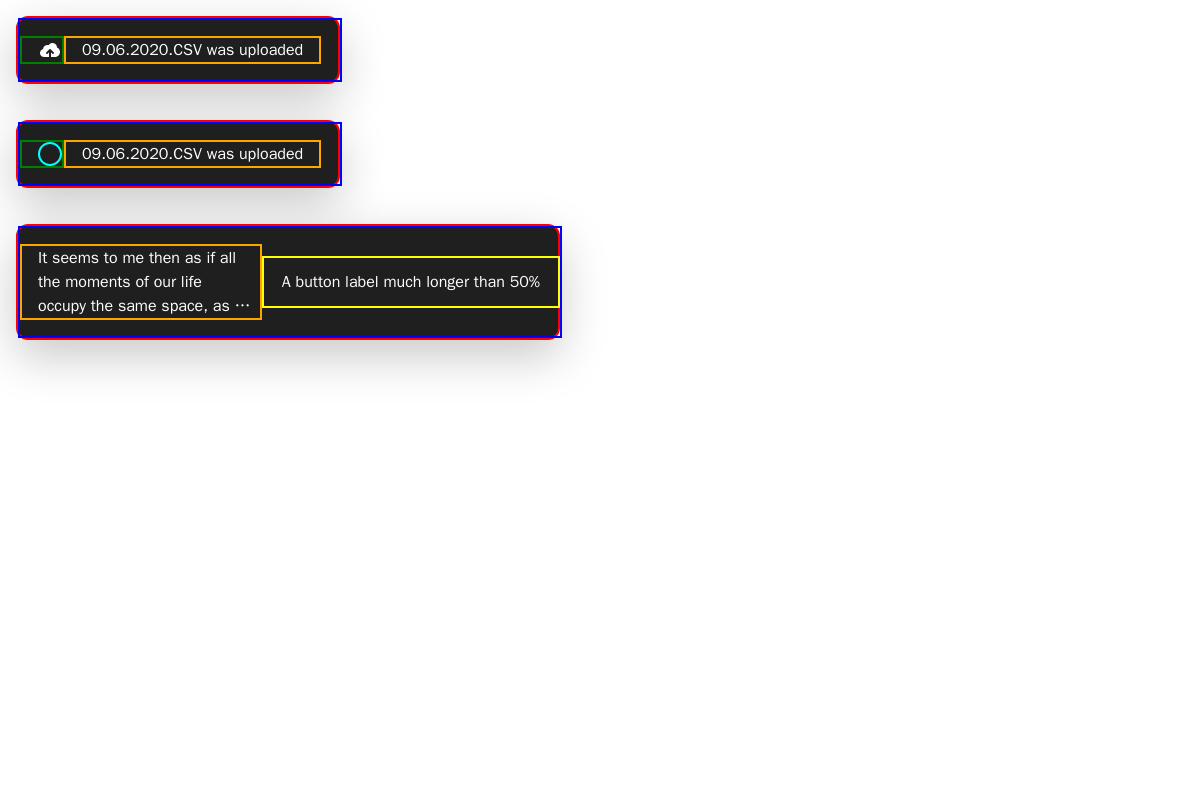 09.06.2020.CSV was uploaded
09.06.2020.CSV was uploaded
It seems to me then as if all
the moments of our life
occupy the same space, as …
A button label much longer than 50%